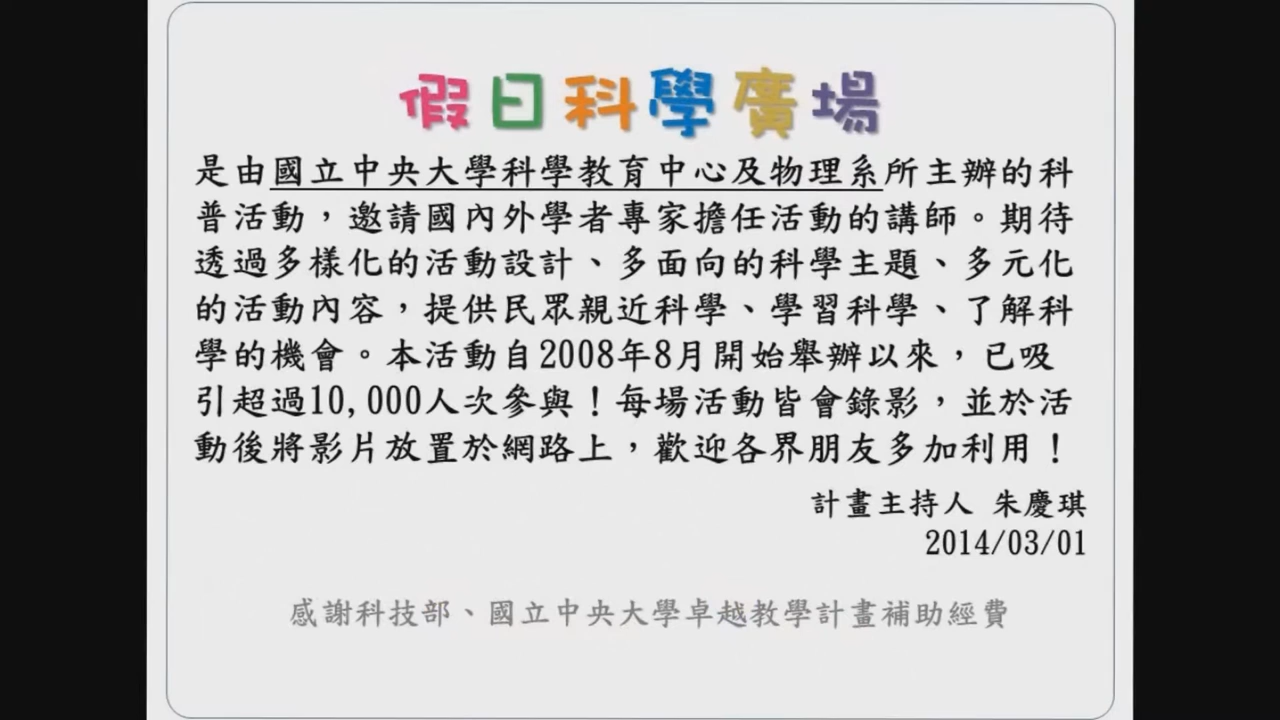 假日科學廣場
是由國立中央大學科學教育中心及物理系所主辦的科
普活動，邀請國內外學者專家擔任活動的講師。期待
透過多樣化的活動設計、多面向的科學主題、多元化
的活動內容，提供民眾親近科學、學習科學、了解科
學的機會。本活動自2008年8月開始舉辦以來，已吸
引超過10,000人次參與！每場活動皆會錄影，並於活
動後將影片放置於網路上，歡迎各界朋友多加利用！
計畫主持人 朱慶琪
2014/03/01
感謝科技部、國立中央大學卓越教學計畫補助經費